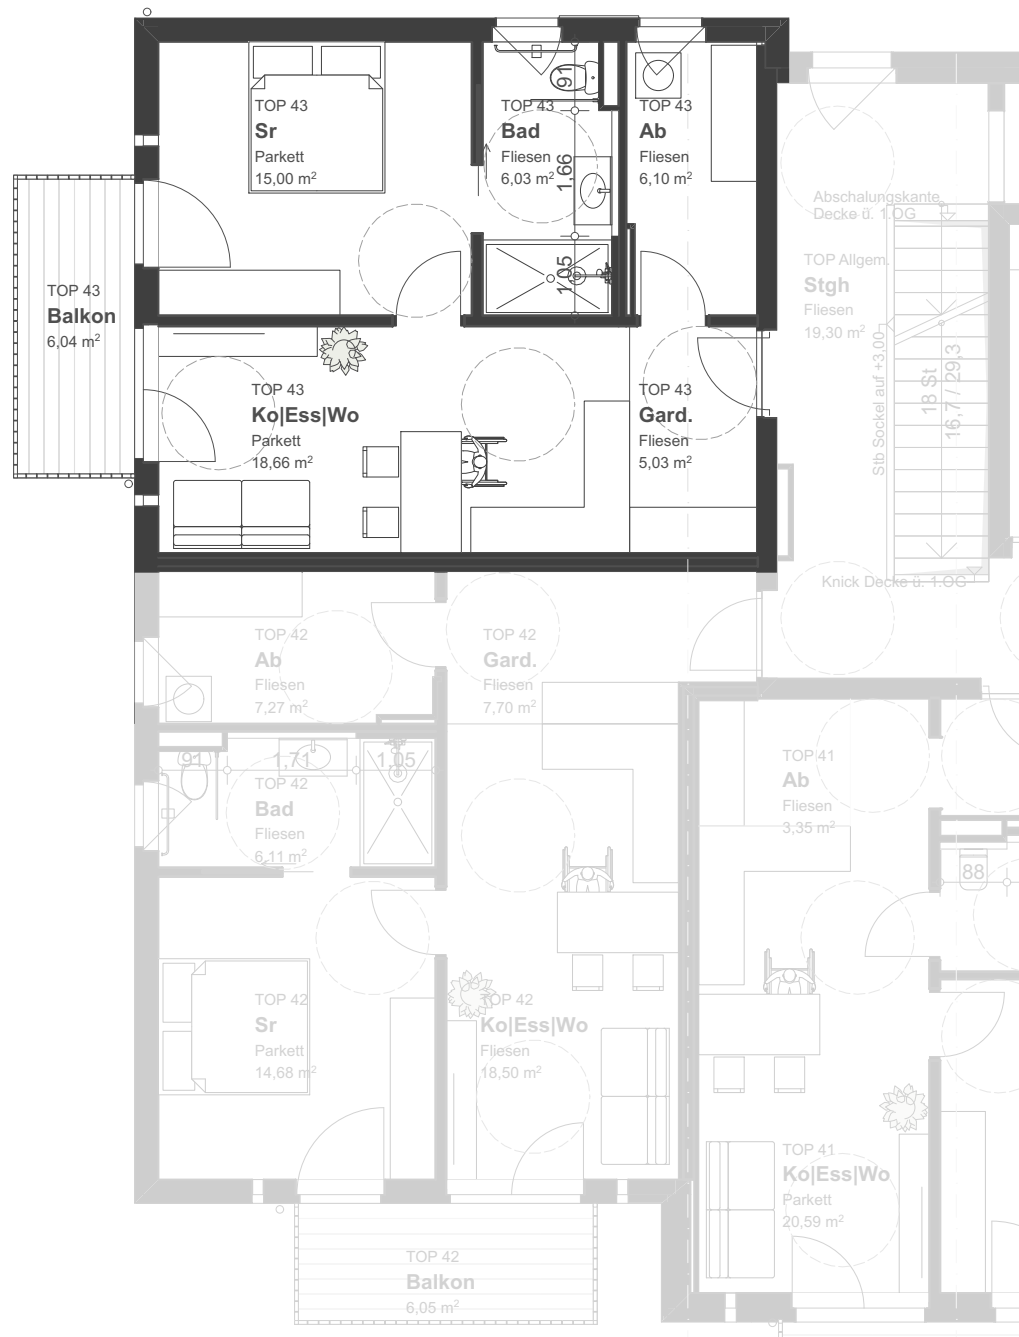 TOP 43
Sr
Parkett
15,00 m²
TOP 43
Bad
Fliesen
6,03 m²
91
1,66
1,05
TOP 43
Ab
Fliesen
6,10 m²
Abschalungskante
Decke ü. 1.OG
TOP Allgem.
Stgh
Fliesen
19,30 m²
Stb Sockel auf +3,00
18 St
16,7 / 29,3
Knick Decke ü. 1.OG
TOP 43
Balkon
6,04 m²
TOP 43
Ko|Ess|Wo
Parkett
18,66 m²
TOP 43
Gard.
Fliesen
5,03 m²
TOP 42
Ab
Fliesen
7,27 m²
TOP 42
Gard.
Fliesen
7,70 m²
91
1,71
1,05
TOP 42
Bad
Fliesen
6,11 m²
TOP 41
Ab
Fliesen
3,35 m²
88
TOP 42
Sr
Parkett
14,68 m²
TOP 42
Ko|Ess|Wo
Fliesen
18,50 m²
TOP 41
Ko|Ess|Wo
Parkett
20,59 m²
TOP 42
Balkon
6,05 m²